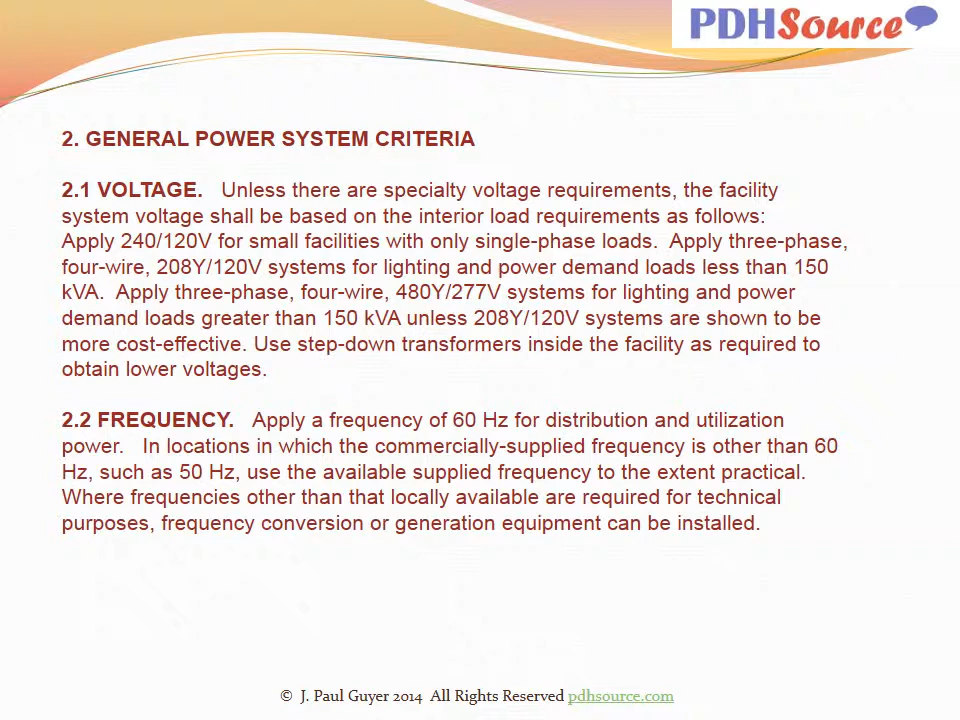 PDHSource
2. GENERAL POWER SYSTEM CRITERIA
2.1 VOLTAGE. Unless there are specialty voltage requirements, the facility
system voltage shall be based on the interior load requirements as follows:
Apply 240/120V for small facilities with only single-phase loads. Apply three-phase,
four-wire, 208Y/120V systems for lighting and power demand loads less than 150
kVA. Apply three-phase, four-wire, 480Y/277V systems for lighting and power
demand loads greater than 150 kVA unless 208Y/120V systems are shown to be
more cost-effective. Use step-down transformers inside the facility as required to
obtain lower voltages.
2.2 FREQUENCY. Apply a frequency of 60 Hz for distribution and utilization
power. In locations in which the commercially-supplied frequency is other than 60
Hz, such as 50 Hz, use the available supplied frequency to the extent practical.
Where frequencies other than that locally available are required for technical
purposes, frequency conversion or generation equipment can be installed.
© J. Paul Guyer 2014 All Rights Reserved pdhsource.com